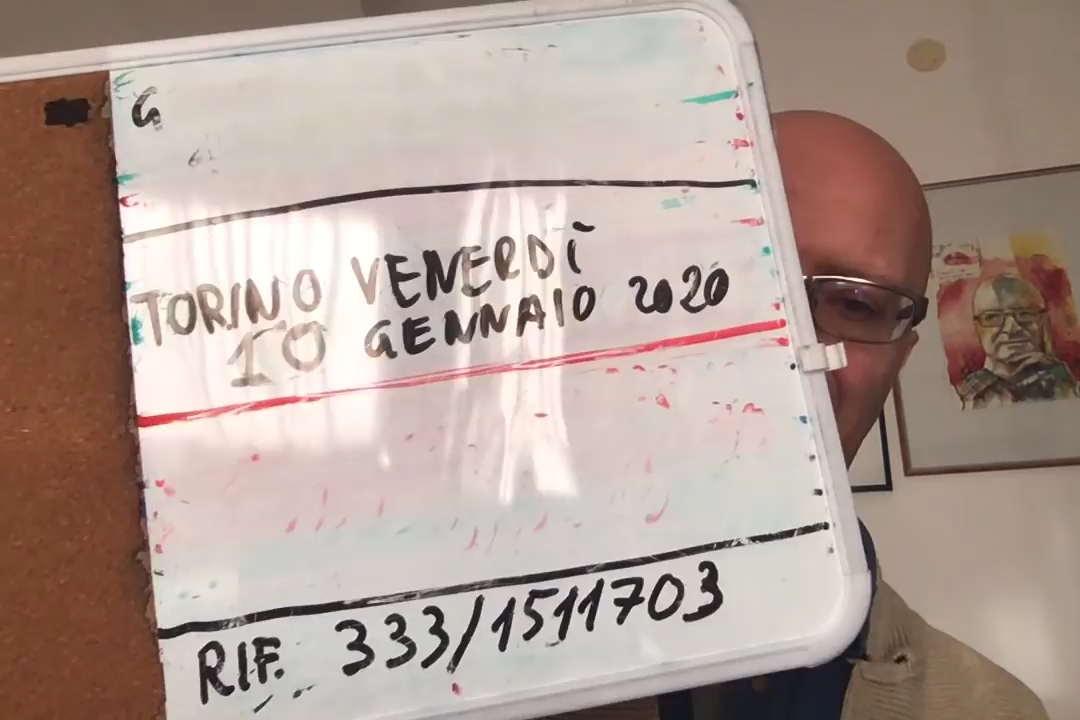 G
TORINO VENERDÌ
10 GENNAIO 2020
RIF. 333/1511703